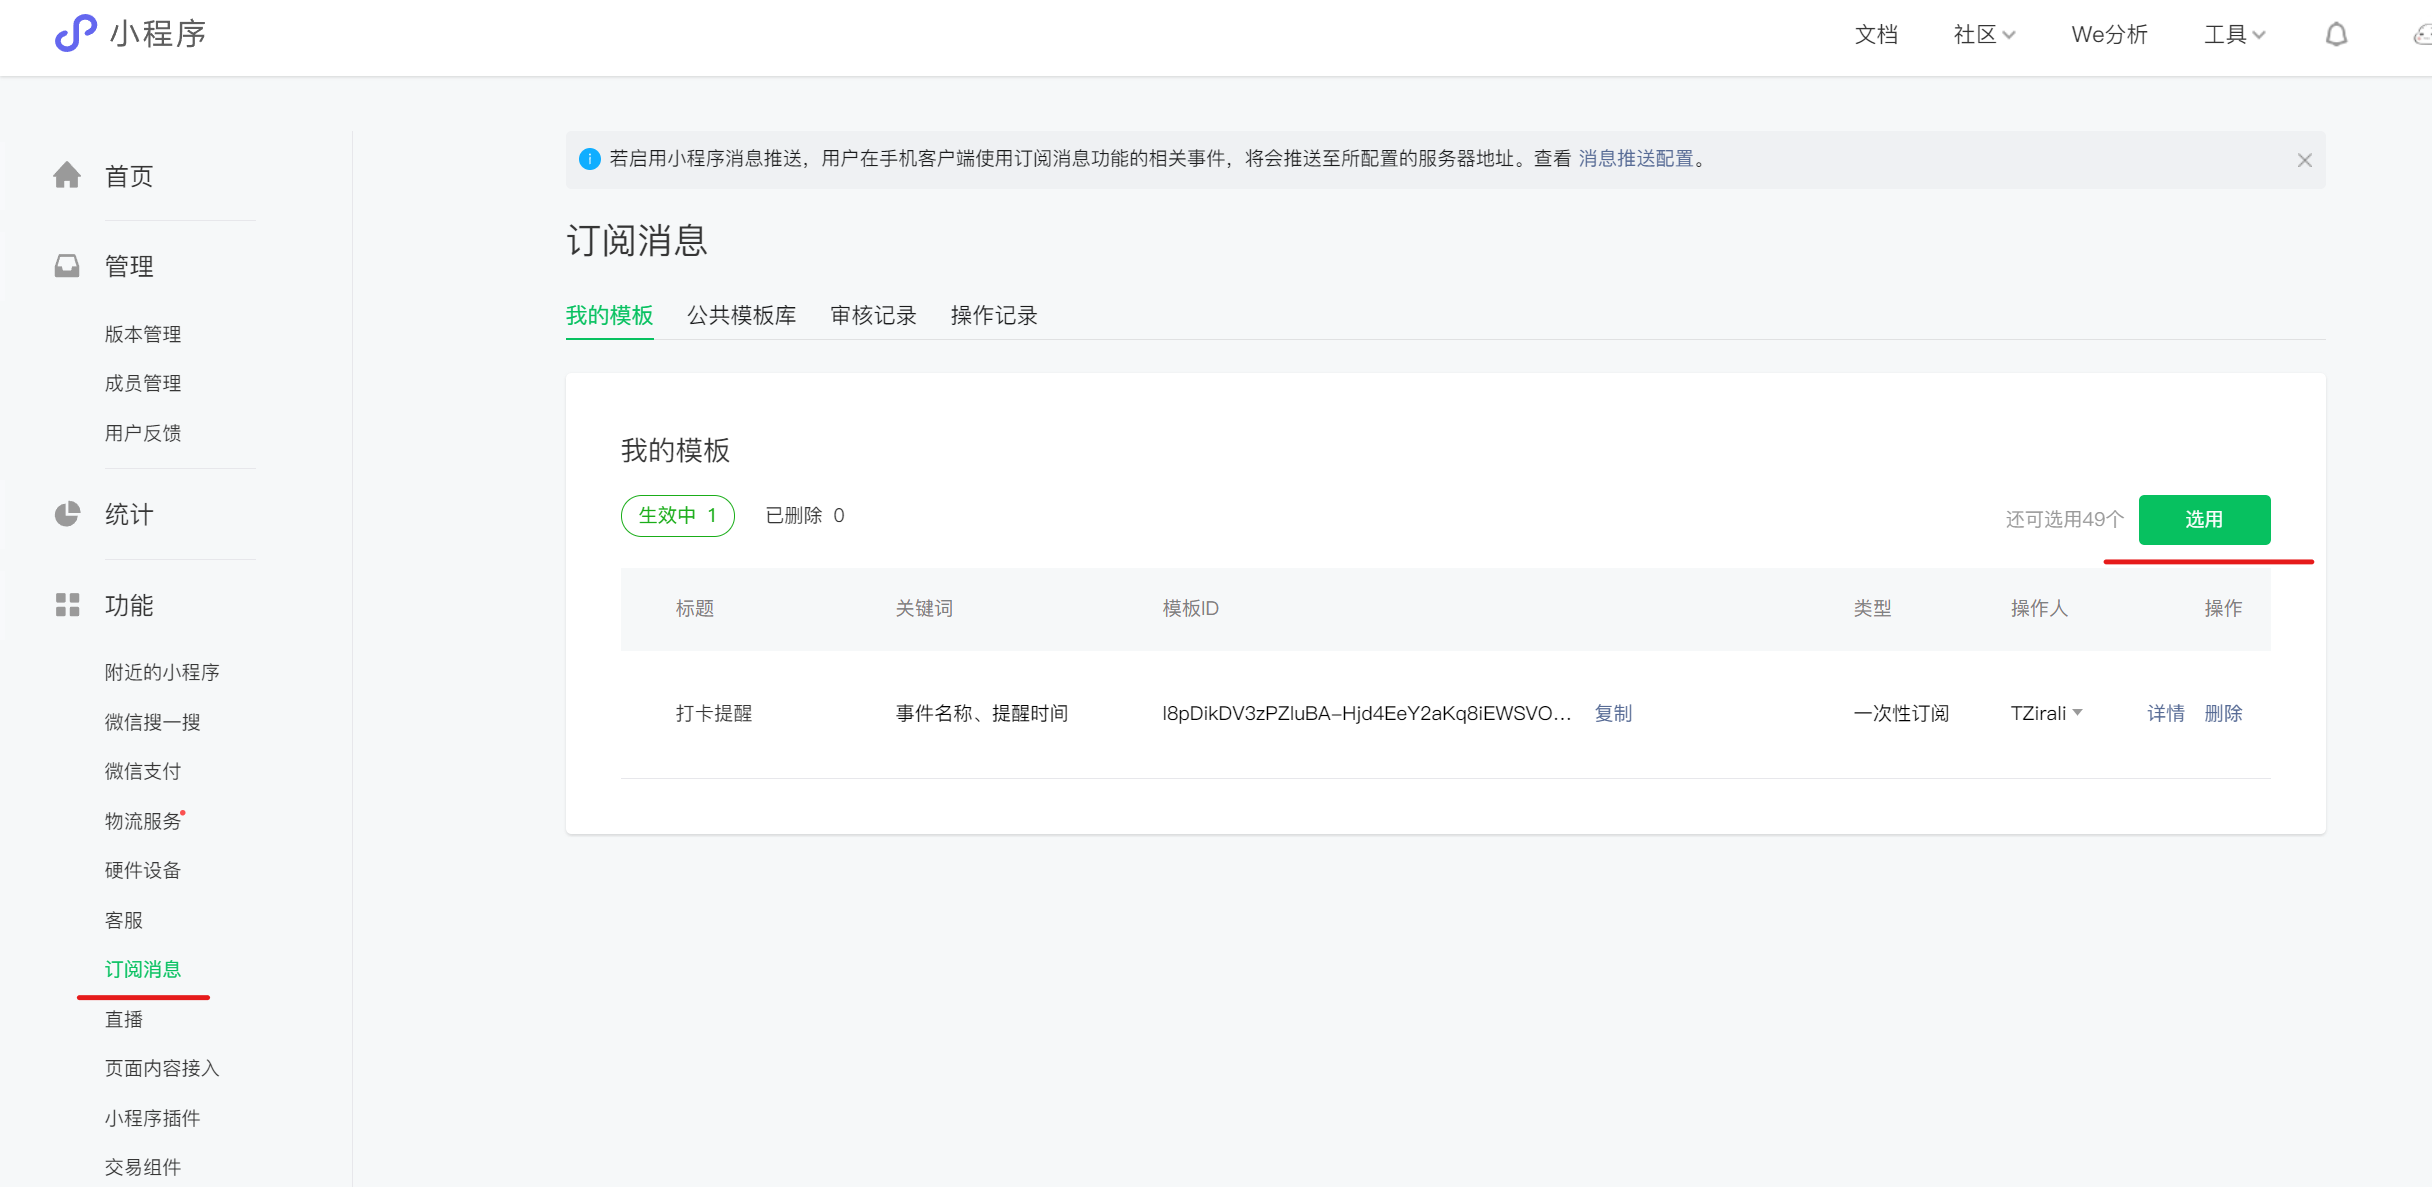 小程序
文档 社区 We分析 工具
首页
管理
版本管理
成员管理
用户反馈
统计
功能
附近的小程序
微信搜一搜
微信支付
物流服务
硬件设备
客服
订阅消息
直播
页面内容接入
小程序插件
交易组件
若启用小程序消息推送，用户在手机客户端使用订阅消息功能的相关事件，将会推送至所配置的服务器地址。查看 消息推送配置。
订阅消息
我的模板 公共模板库 审核记录 操作记录
我的模板
生效中 1 已删除 0 还可选用49个 选用
标题 关键词 模板ID 类型 操作人 操作
打卡提醒 事件名称、提醒时间 l8pDikDV3zPZluBA-Hjd4EeY2aKq8iEWSVO... 复制 一次性订阅 TZirali 详情 删除